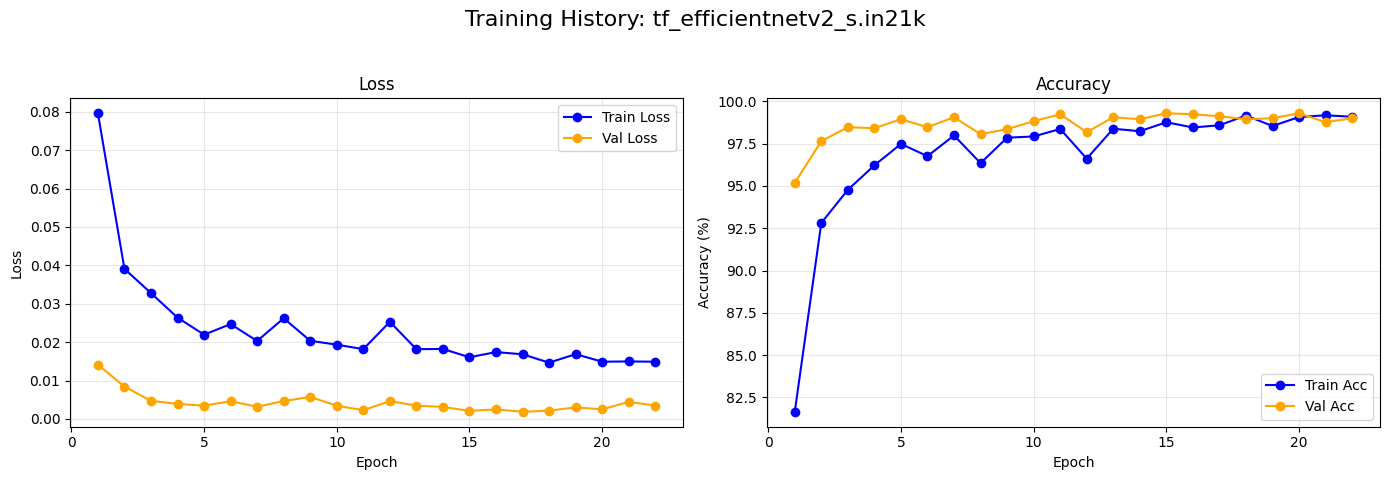 Training History: tf_efficientnetv2_s.in21k
Loss
0.08
0.07
0.06
0.05
0.04
0.03
0.02
0.01
0.00
Loss
Train Loss
Val Loss
0
5
10
15
20
Epoch
Accuracy
100.0
97.5
95.0
92.5
90.0
87.5
85.0
82.5
Accuracy (%)
Train Acc
Val Acc
0
5
10
15
20
Epoch